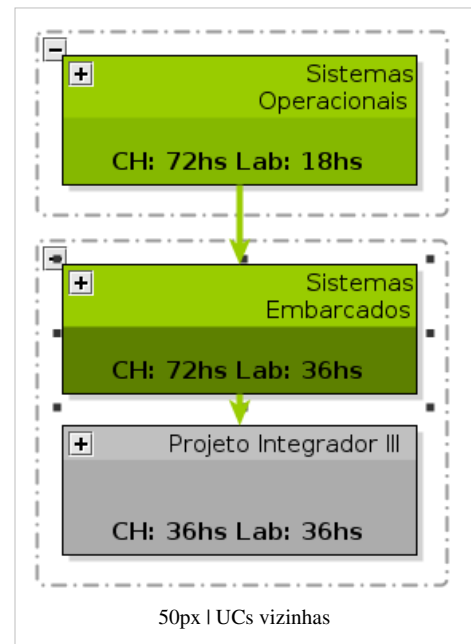 Sistemas
Operacionais
CH: 72hs Lab: 18hs
Sistemas
Embarcados
CH: 72hs Lab: 36hs
Projeto Integrador III
CH: 36hs Lab: 36hs
50px | UCs vizinhas